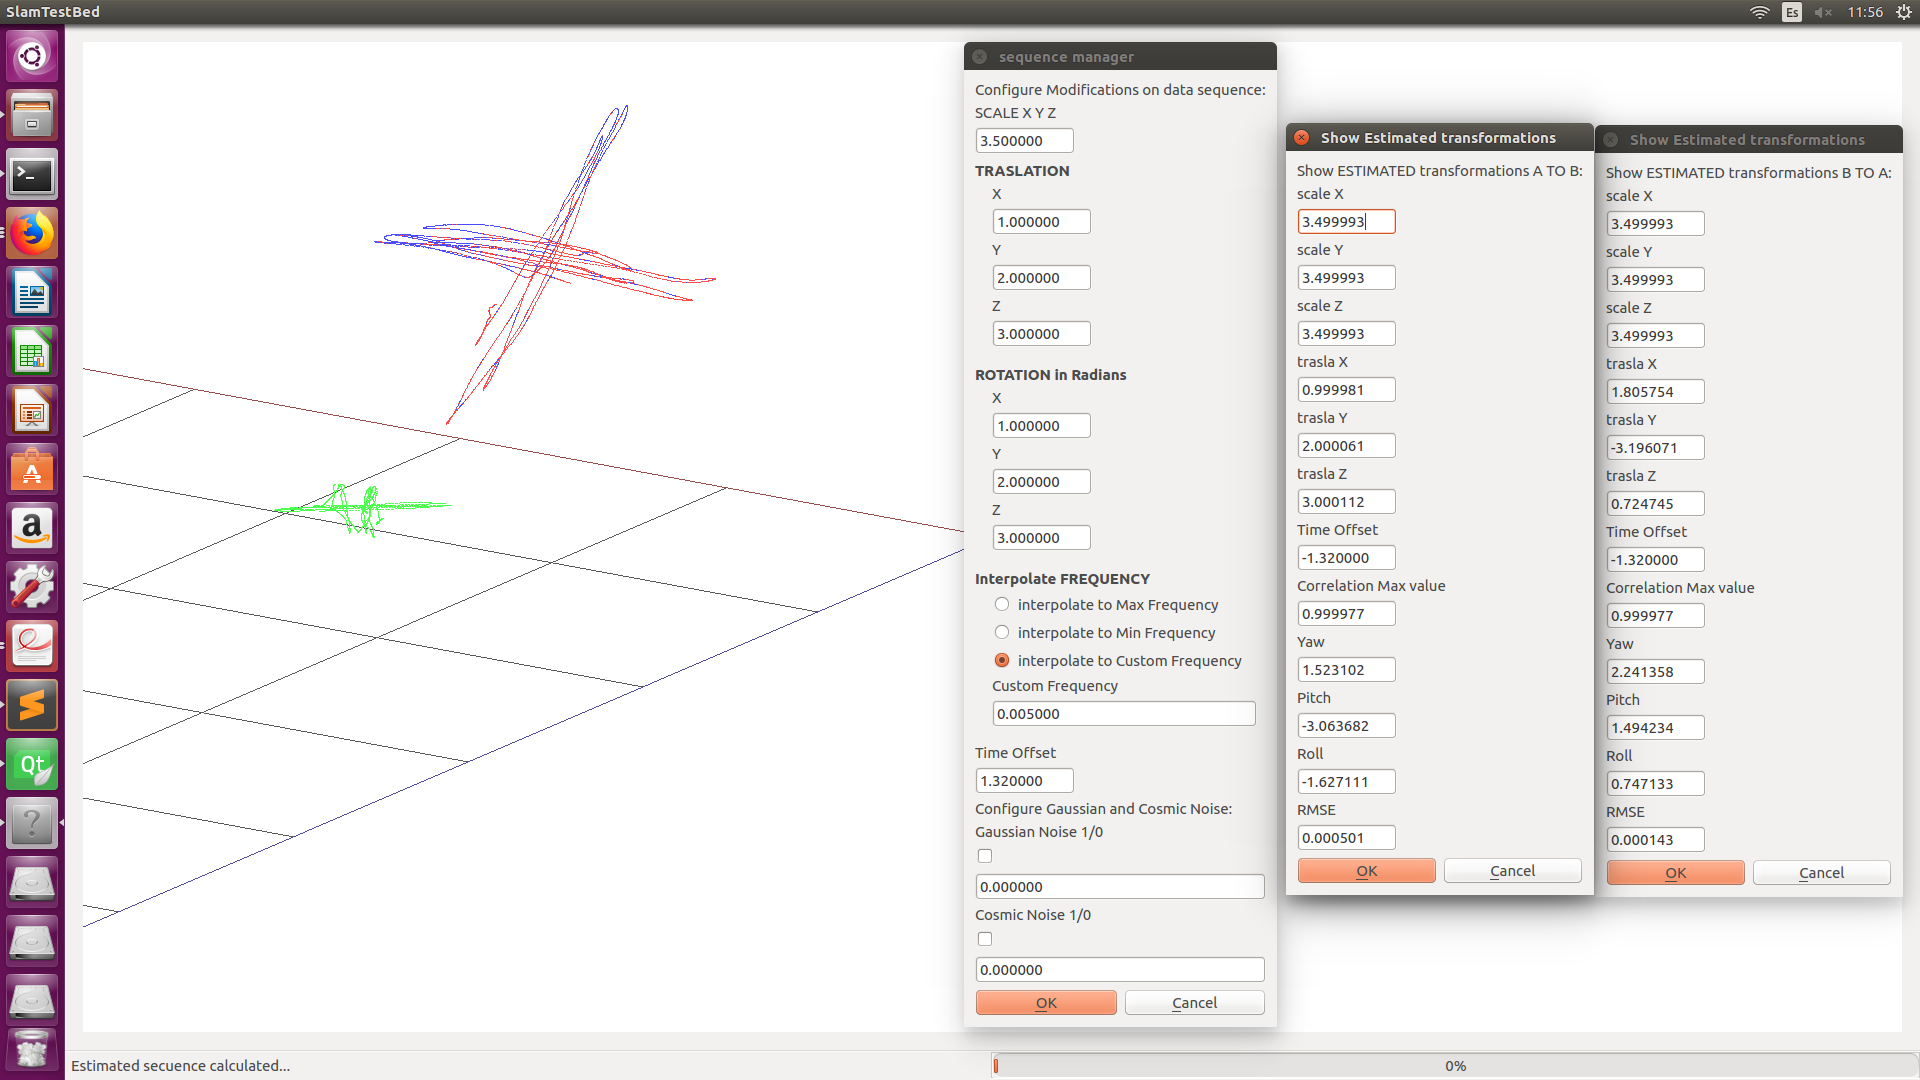 SlamTestBed
Es
11:56
sequence manager
Configure Modifications on data sequence:
SCALE X Y Z
3.500000
TRASLATION
X
1.000000
Y
2.000000
Z
3.000000
ROTATION in Radians
X
1.000000
Y
2.000000
Z
3.000000
Interpolate FREQUENCY
interpolate to Max Frequency
interpolate to Min Frequency
interpolate to Custom Frequency
Custom Frequency
0.005000
Time Offset
1.320000
Configure Gaussian and Cosmic Noise:
Gaussian Noise 1/0
0.000000
Cosmic Noise 1/0
0.000000
OK Cancel
Show Estimated transformations
Show ESTIMATED transformations A TO B:
scale X
3.499993
scale Y
3.499993
scale Z
3.499993
trasla X
0.999981
trasla Y
2.000061
trasla Z
3.000112
Time Offset
-1.320000
Correlation Max value
0.999977
Yaw
1.523102
Pitch
-3.063682
Roll
-1.627111
RMSE
0.000501
OK Cancel
Show Estimated transformations
Show ESTIMATED transformations B TO A:
scale X
3.499993
scale Y
3.499993
scale Z
3.499993
trasla X
1.805754
trasla Y
-3.196071
trasla Z
0.724745
Time Offset
-1.320000
Correlation Max value
0.999977
Yaw
2.241358
Pitch
1.494234
Roll
0.747133
RMSE
0.000143
OK Cancel
>_
A
a
Qt
?
Estimated secuence calculated...
0%